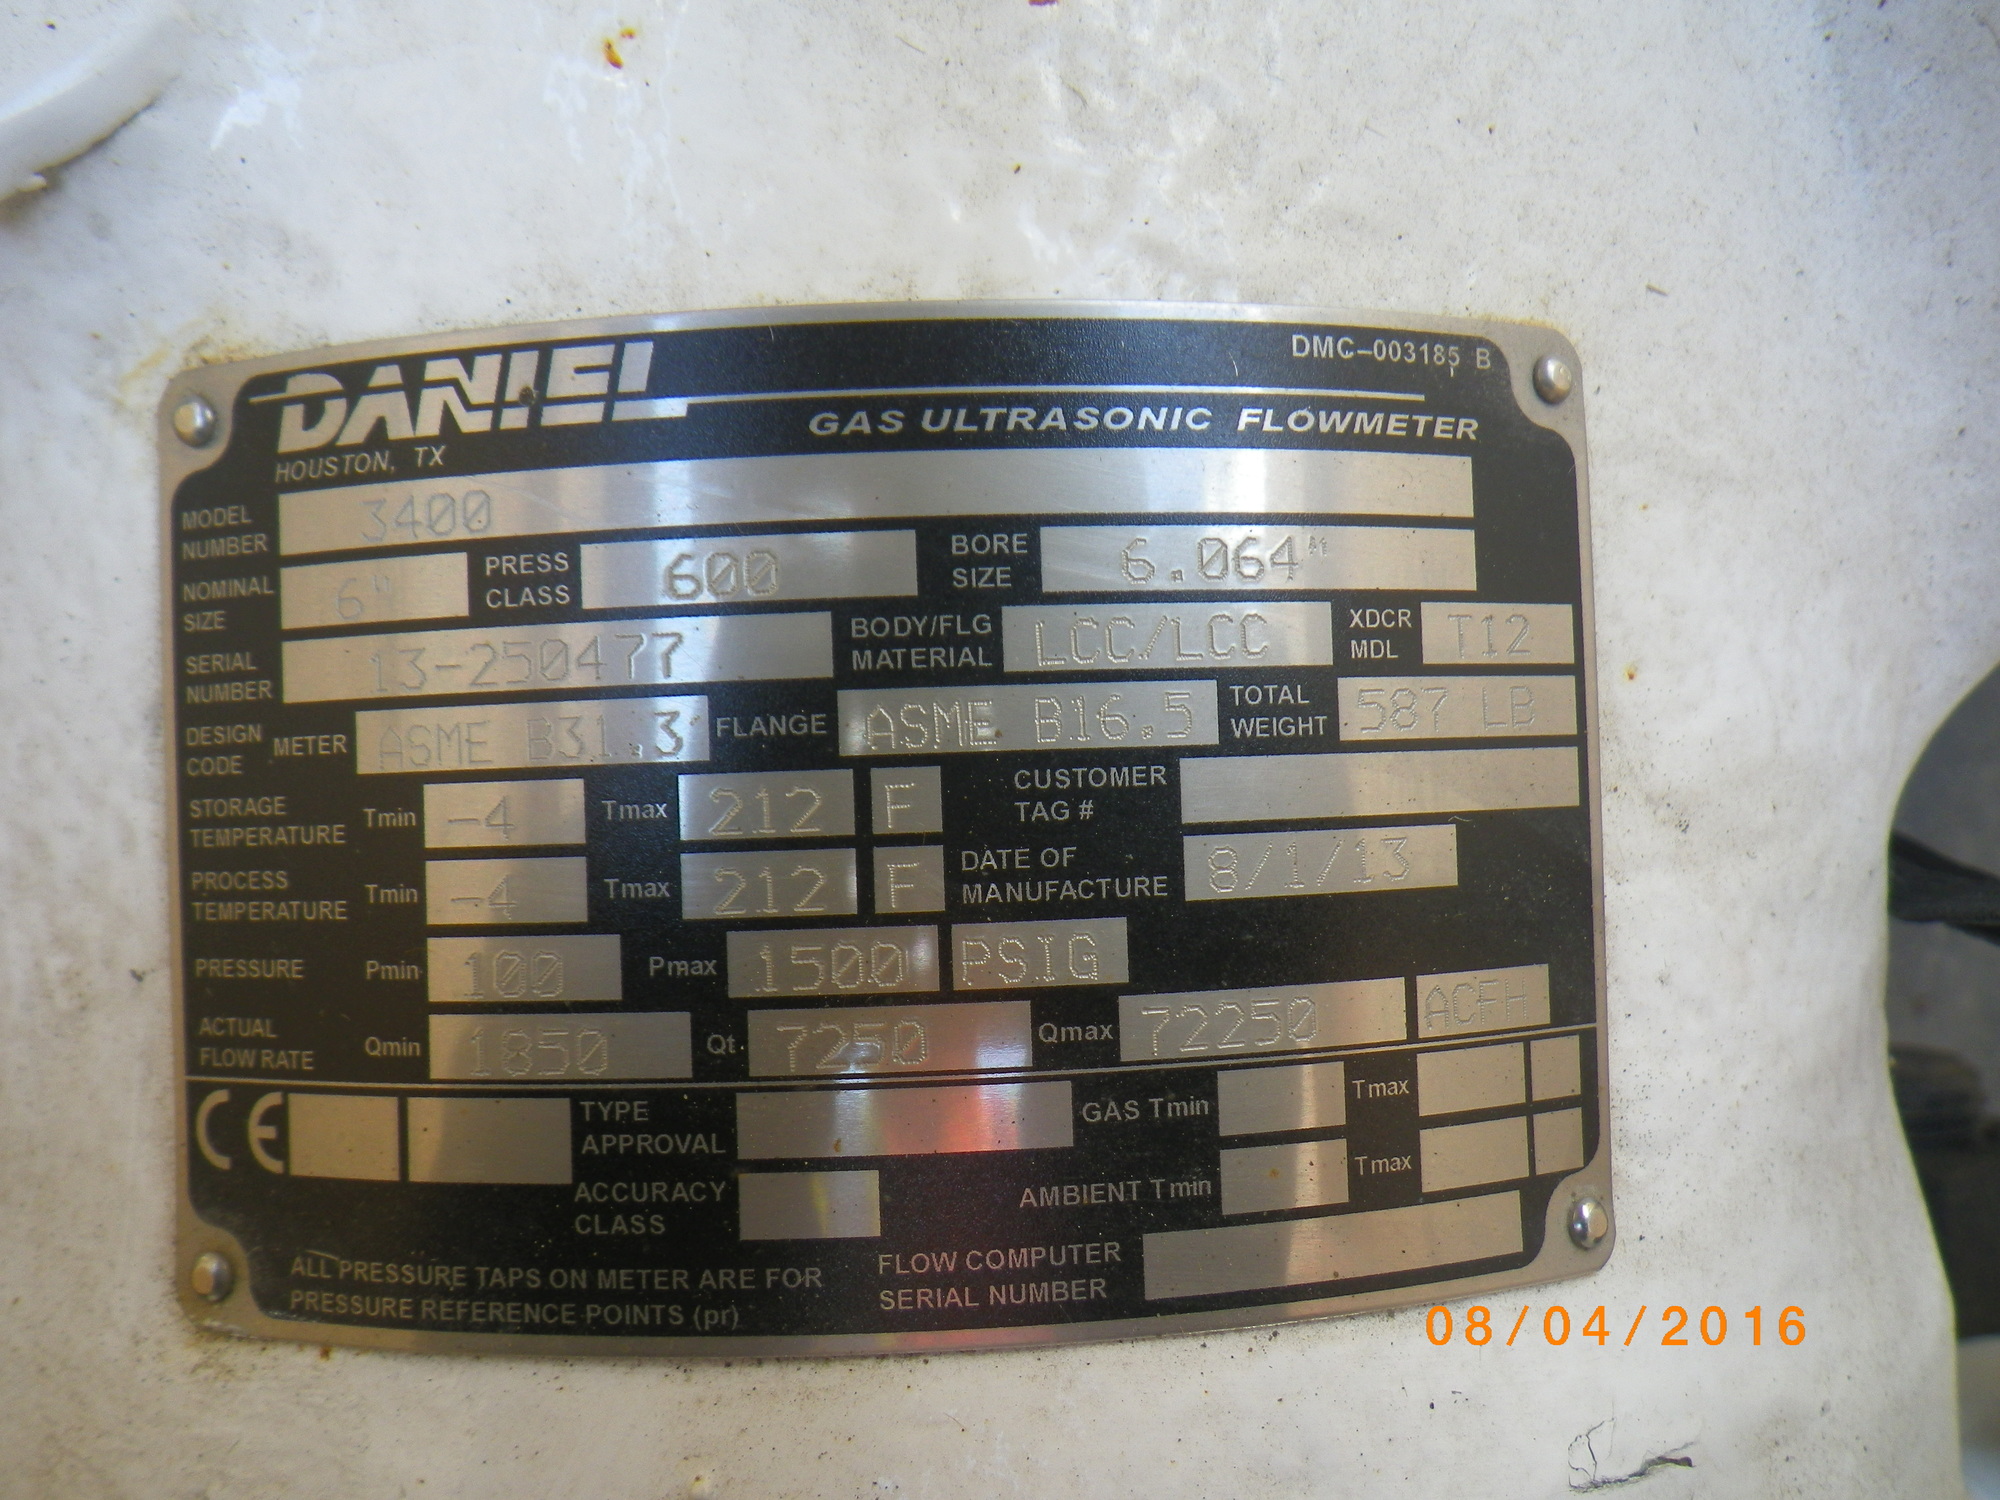 DANIEL
HOUSTON, TX
DMC-003185 B
GAS ULTRASONIC FLOWMETER
MODEL NUMBER 3400
NOMINAL SIZE 6" PRESS CLASS 600 BORE SIZE 6.064"
SERIAL NUMBER 13-250477 BODY/FLG MATERIAL LCC/LCC XDCR MDL T12
DESIGN CODE METER ASME B31.3 FLANGE ASME B16.5 TOTAL WEIGHT 587 LB
STORAGE TEMPERATURE Tmin -4 Tmax 212 F CUSTOMER TAG #
PROCESS TEMPERATURE Tmin -4 Tmax 212 F DATE OF MANUFACTURE 8/1/13
PRESSURE Pmin 100 Pmax 1500 PSIG
ACTUAL FLOW RATE Qmin 1850 Qt 7250 Qmax 72250 ACFH
CE TYPE APPROVAL GAS Tmin Tmax
ACCURACY CLASS AMBIENT Tmin Tmax
ALL PRESSURE TAPS ON METER ARE FOR
PRESSURE REFERENCE POINTS (pr)
FLOW COMPUTER SERIAL NUMBER
08/04/2016